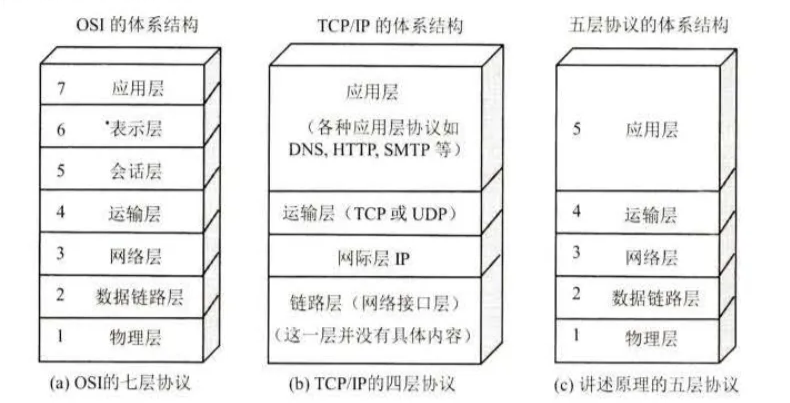 OSI 的体系结构
7 应用层
6 表示层
5 会话层
4 运输层
3 网络层
2 数据链路层
1 物理层
(a) OSI的七层协议
TCP/IP 的体系结构
应用层
（各种应用层协议如
DNS, HTTP, SMTP 等）
运输层（TCP 或 UDP）
网际层 IP
链路层（网络接口层）
（这一层并没有具体内容）
(b) TCP/IP的四层协议
五层协议的体系结构
5 应用层
4 运输层
3 网络层
2 数据链路层
1 物理层
(c) 讲述原理的五层协议